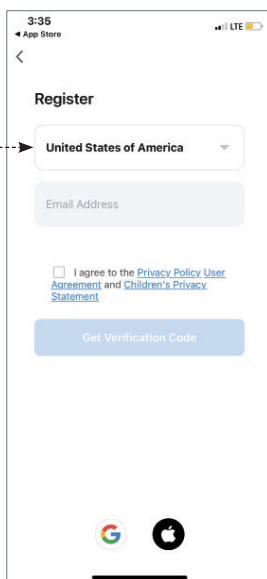 3:35
LTE
◀ App Store
Register
United States of America
Email Address
I agree to the Privacy Policy User
Agreement and Children's Privacy
Statement
Get Verification Code
G